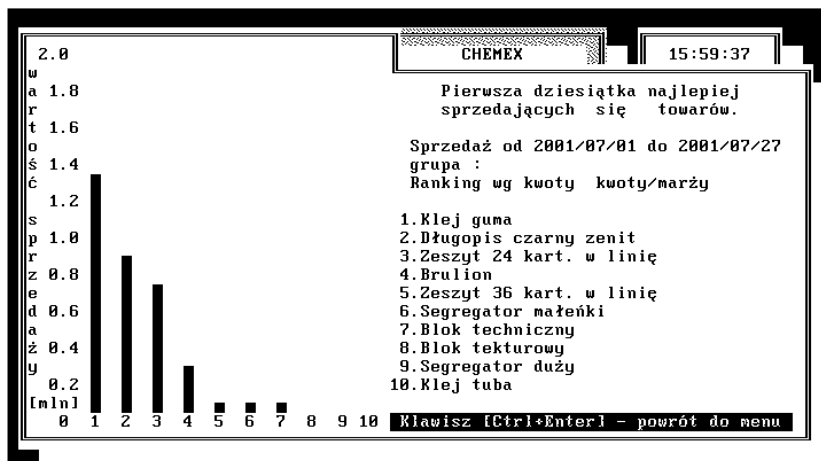 CHEMEX
15:59:37
Pierwsza dziesiątka najlepiej
sprzedających się towarów.
Sprzedaż od 2001/07/01 do 2001/07/27
grupa :
Ranking wg kwoty kwoty/marży
1.Klej guma
2.Długopis czarny zenit
3.Zeszyt 24 kart. w linię
4.Brulion
5.Zeszyt 36 kart. w linię
6.Segregator małeńki
7.Blok techniczny
8.Blok tekturowy
9.Segregator duży
10.Klej tuba
Klawisz [Ctrl+Enter] - powrót do menu
wartość sprzedaży
2.0
1.8
1.6
1.4
1.2
1.0
0.8
0.6
0.4
0.2
[mln]
0 1 2 3 4 5 6 7 8 9 10